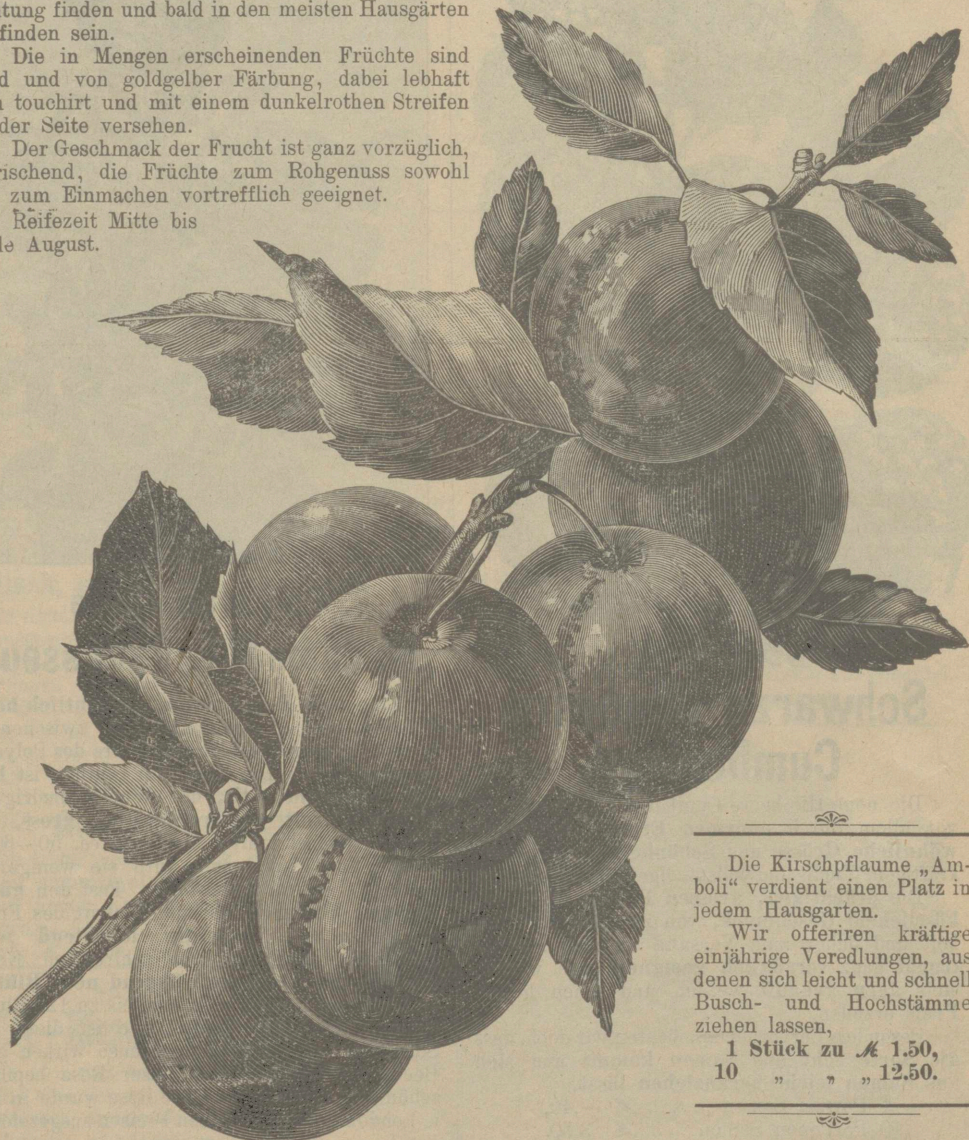 finden und bald in den meisten Hausgärten
finden sein.
Die in Mengen erscheinenden Früchte sind
und von goldgelber Färbung, dabei lebhaft
touchirt und mit einem dunkelrothen Streifen
der Seite versehen.
Der Geschmack der Frucht ist ganz vorzüglich,
die Früchte zum Rohgenuss sowohl
zum Einmachen vortrefflich geeignet.
Reifezeit Mitte bis
August.
Die Kirschpflaume „Am-
boli“ verdient einen Platz in
jedem Hausgarten.
Wir offeriren kräftige
einjährige Veredlungen, aus
denen sich leicht und schnell
Busch- und Hochstämme
ziehen lassen,
1 Stück zu ℳ 1.50,
10 „ „ „ 12.50.